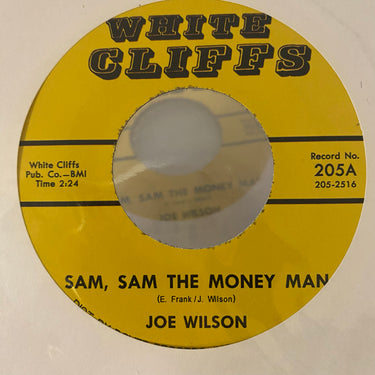 WHITE
CLIFFS
White Cliffs
Pub. Co.—BMI
Time 2:24
Record No.
205A
205-2516
M, SAM THE MONEY MAN
JOE WILSON
SAM, SAM THE MONEY MAN
(E. Frank/J. Wilson)
JOE WILSON